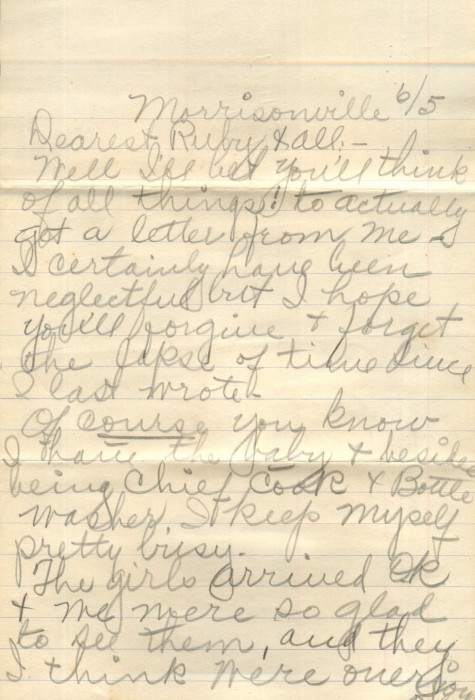 Morrisonville 6/5
Dearest Ruby & all:-
Well I'll bet you'll think
of all things! to actually
got a letter from me - I
I certainly have been
neglectful but I hope
you'll forgive & forget
the lapse of time since
I last wrote -
Of course you know
I have the baby & beside
being Chief Cook & Bottle
washer, I keep myself
pretty busy.
The girls arrived Ok
& we were so glad
to see them, and they
I think were over